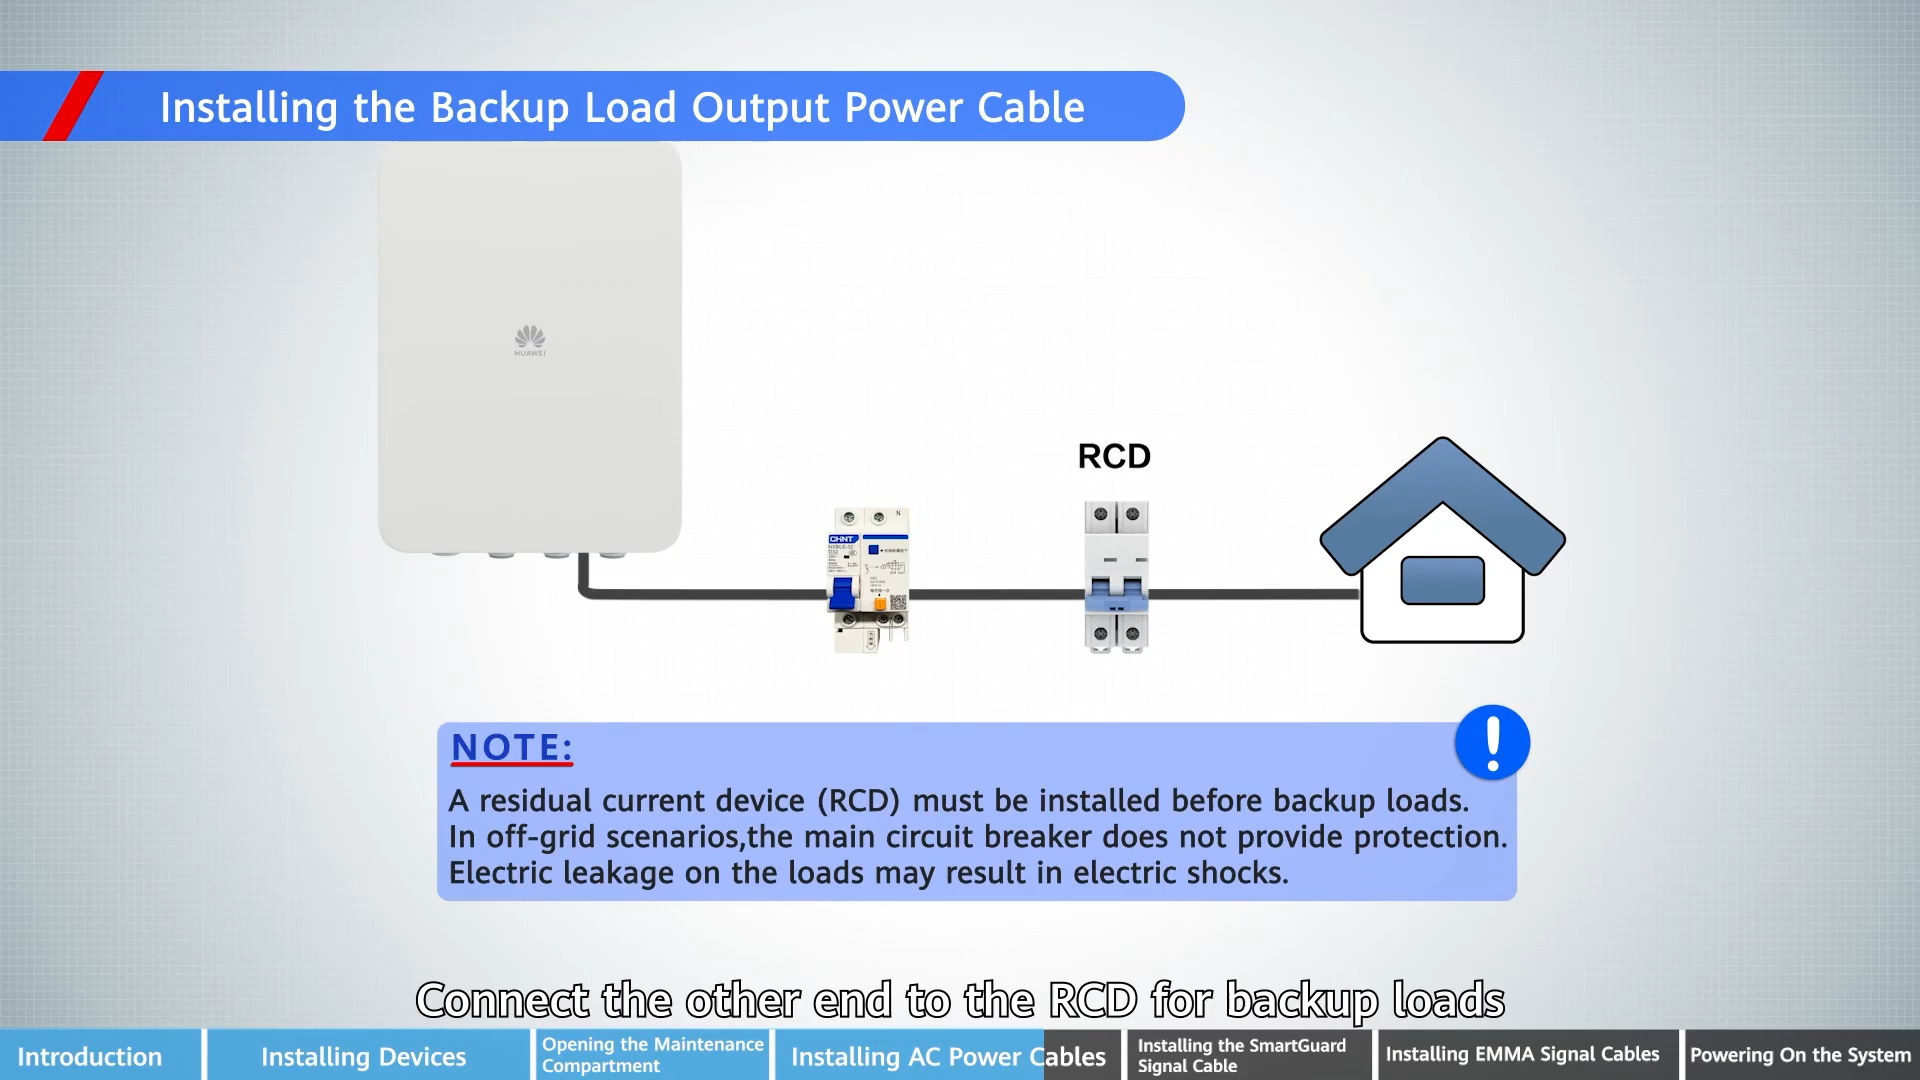 Installing the Backup Load Output Power Cable
HUAWEI
RCD
N
CHNT
NOTE:
A residual current device (RCD) must be installed before backup loads.
In off-grid scenarios,the main circuit breaker does not provide protection.
Electric leakage on the loads may result in electric shocks.
Connect the other end to the RCD for backup loads
Introduction
Installing Devices
Opening the Maintenance
Compartment
Installing AC Power Cables
Installing the SmartGuard
Signal Cable
Installing EMMA Signal Cables
Powering On the System